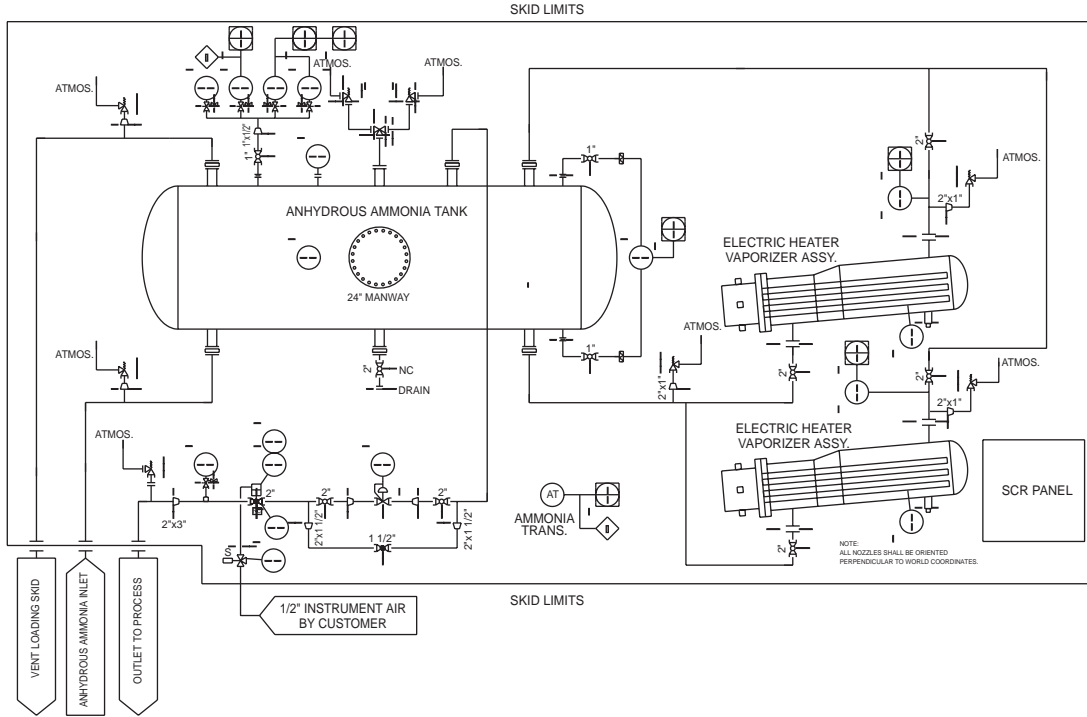 SKID LIMITS
ATMOS.
ATMOS.
ATMOS.
1"x1/2"
1"
1"
2"
ATMOS.
2"x1"
ANHYDROUS AMMONIA TANK
24" MANWAY
ELECTRIC HEATER
VAPORIZER ASSY.
ATMOS.
ATMOS.
1"
2"
NC
DRAIN
2"x1"
2"
2"
ATMOS.
2"x1"
ATMOS.
ELECTRIC HEATER
VAPORIZER ASSY.
2"x3"
2"
2"
2"
2"x1 1/2"
1 1/2"
2"x1 1/2"
S
AT
AMMONIA
TRANS.
2"
SCR PANEL
NOTE:
ALL NOZZLES SHALL BE ORIENTED
PERPENDICULAR TO WORLD COORDINATES.
SKID LIMITS
1/2" INSTRUMENT AIR
BY CUSTOMER
VENT LOADING SKID
ANHYDROUS AMMONIA INLET
OUTLET TO PROCESS